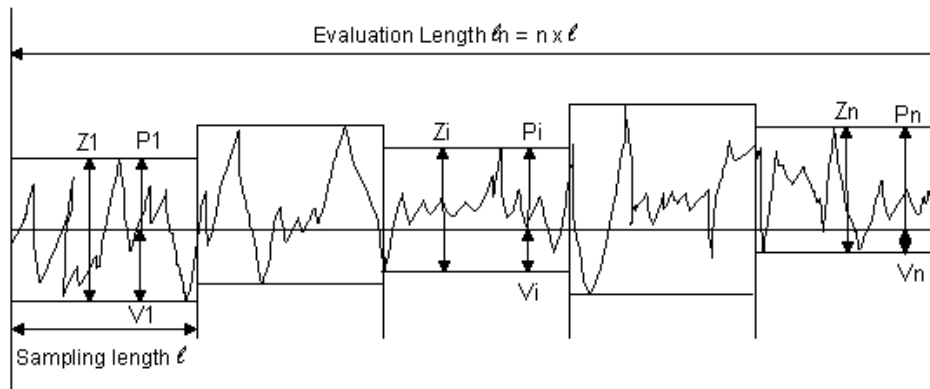 Evaluation Length ℓn = n x ℓ
Z1 P1 Zi Pi Zn Pn
V1 Vi Vn
Sampling length ℓ